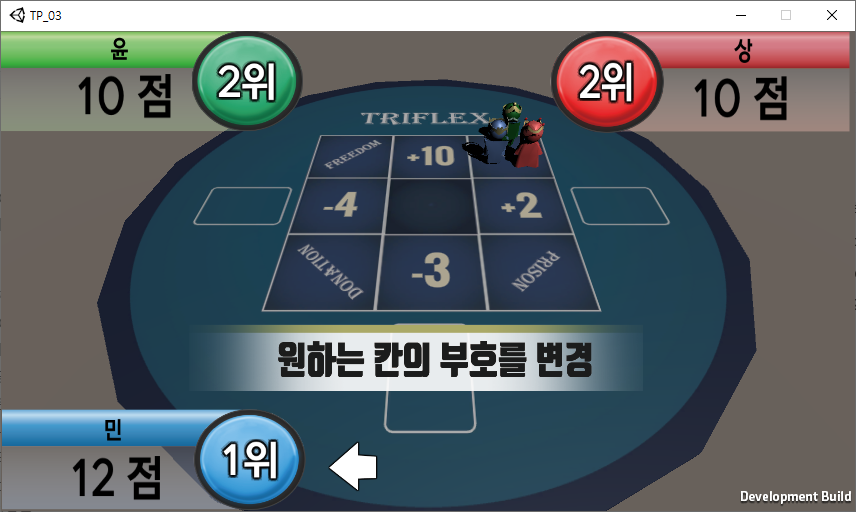 TP_03
윤
10 점
2위
상
2위
10 점
TRIFLEX
FREEDOM
+10
-4
+2
DONATION
-3
PRISON
원하는 칸의 부호를 변경
민
12 점
1위
Development Build